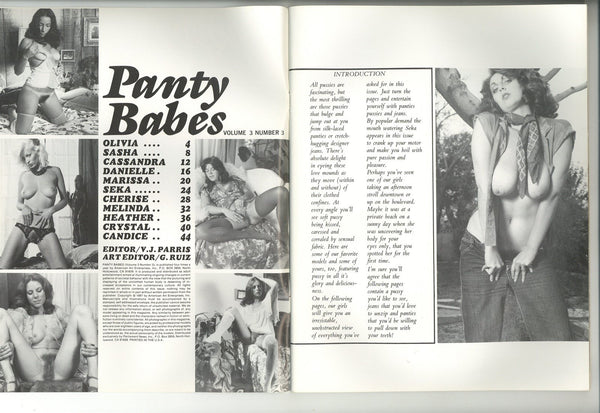 Panty
Babes
VOLUME 3 NUMBER 3
OLIVIA .... 4
SASHA .... 8
CASSANDRA 12
DANIELLE . 16
MARISSA .. 20
SEKA ..... 24
CHERISE .. 28
MELINDA .. 32
HEATHER . 36
CRYSTAL .. 40
CANDICE .. 44
EDITOR/V.J. PARRIS
ART EDITOR/G. RUIZ
INTRODUCTION
All pussies are
fascinating, but
the most thrilling
are those pussies
that bulge and
jump out at you
from silk-laced
panties or crotch-
hugging designer
jeans. There's
absolute delight
in eyeing these
love mounds as
they move (within
and without) of
their clothed
confines. At
every angle you'll
see soft pussy
being kissed,
caressed and
coveted by sensual
fabric. Here are
some of our favorite
models and some of
yours, too, featuring
pussy in all it's
glory and delicious-
ness.
On the following
pages, our girls
will give you an
irresistable,
unobstructed view
of everything you've
asked for in this
issue. Just turn the
pages and entertain
yourself with panties
pussies and jeans.
By popular demand the
mouth watering Seka
appears in this issue
to crank up your motor
and make you boil with
pure passion and
pleasure.
Perhaps you've seen
one of our girls
taking an afternoon
stroll downtown or
up on the boulevard.
Maybe it was at a
private beach on a
sunny day when she
was uncovering her
body for your
eyes only, that you
spotted her for the
first time.
I'm sure you'll
agree that the
following pages
contain a pussy
you'd like to see,
jeans that you'd love
to unzip and panties
that you'd be willing
to pull down with
your teeth!